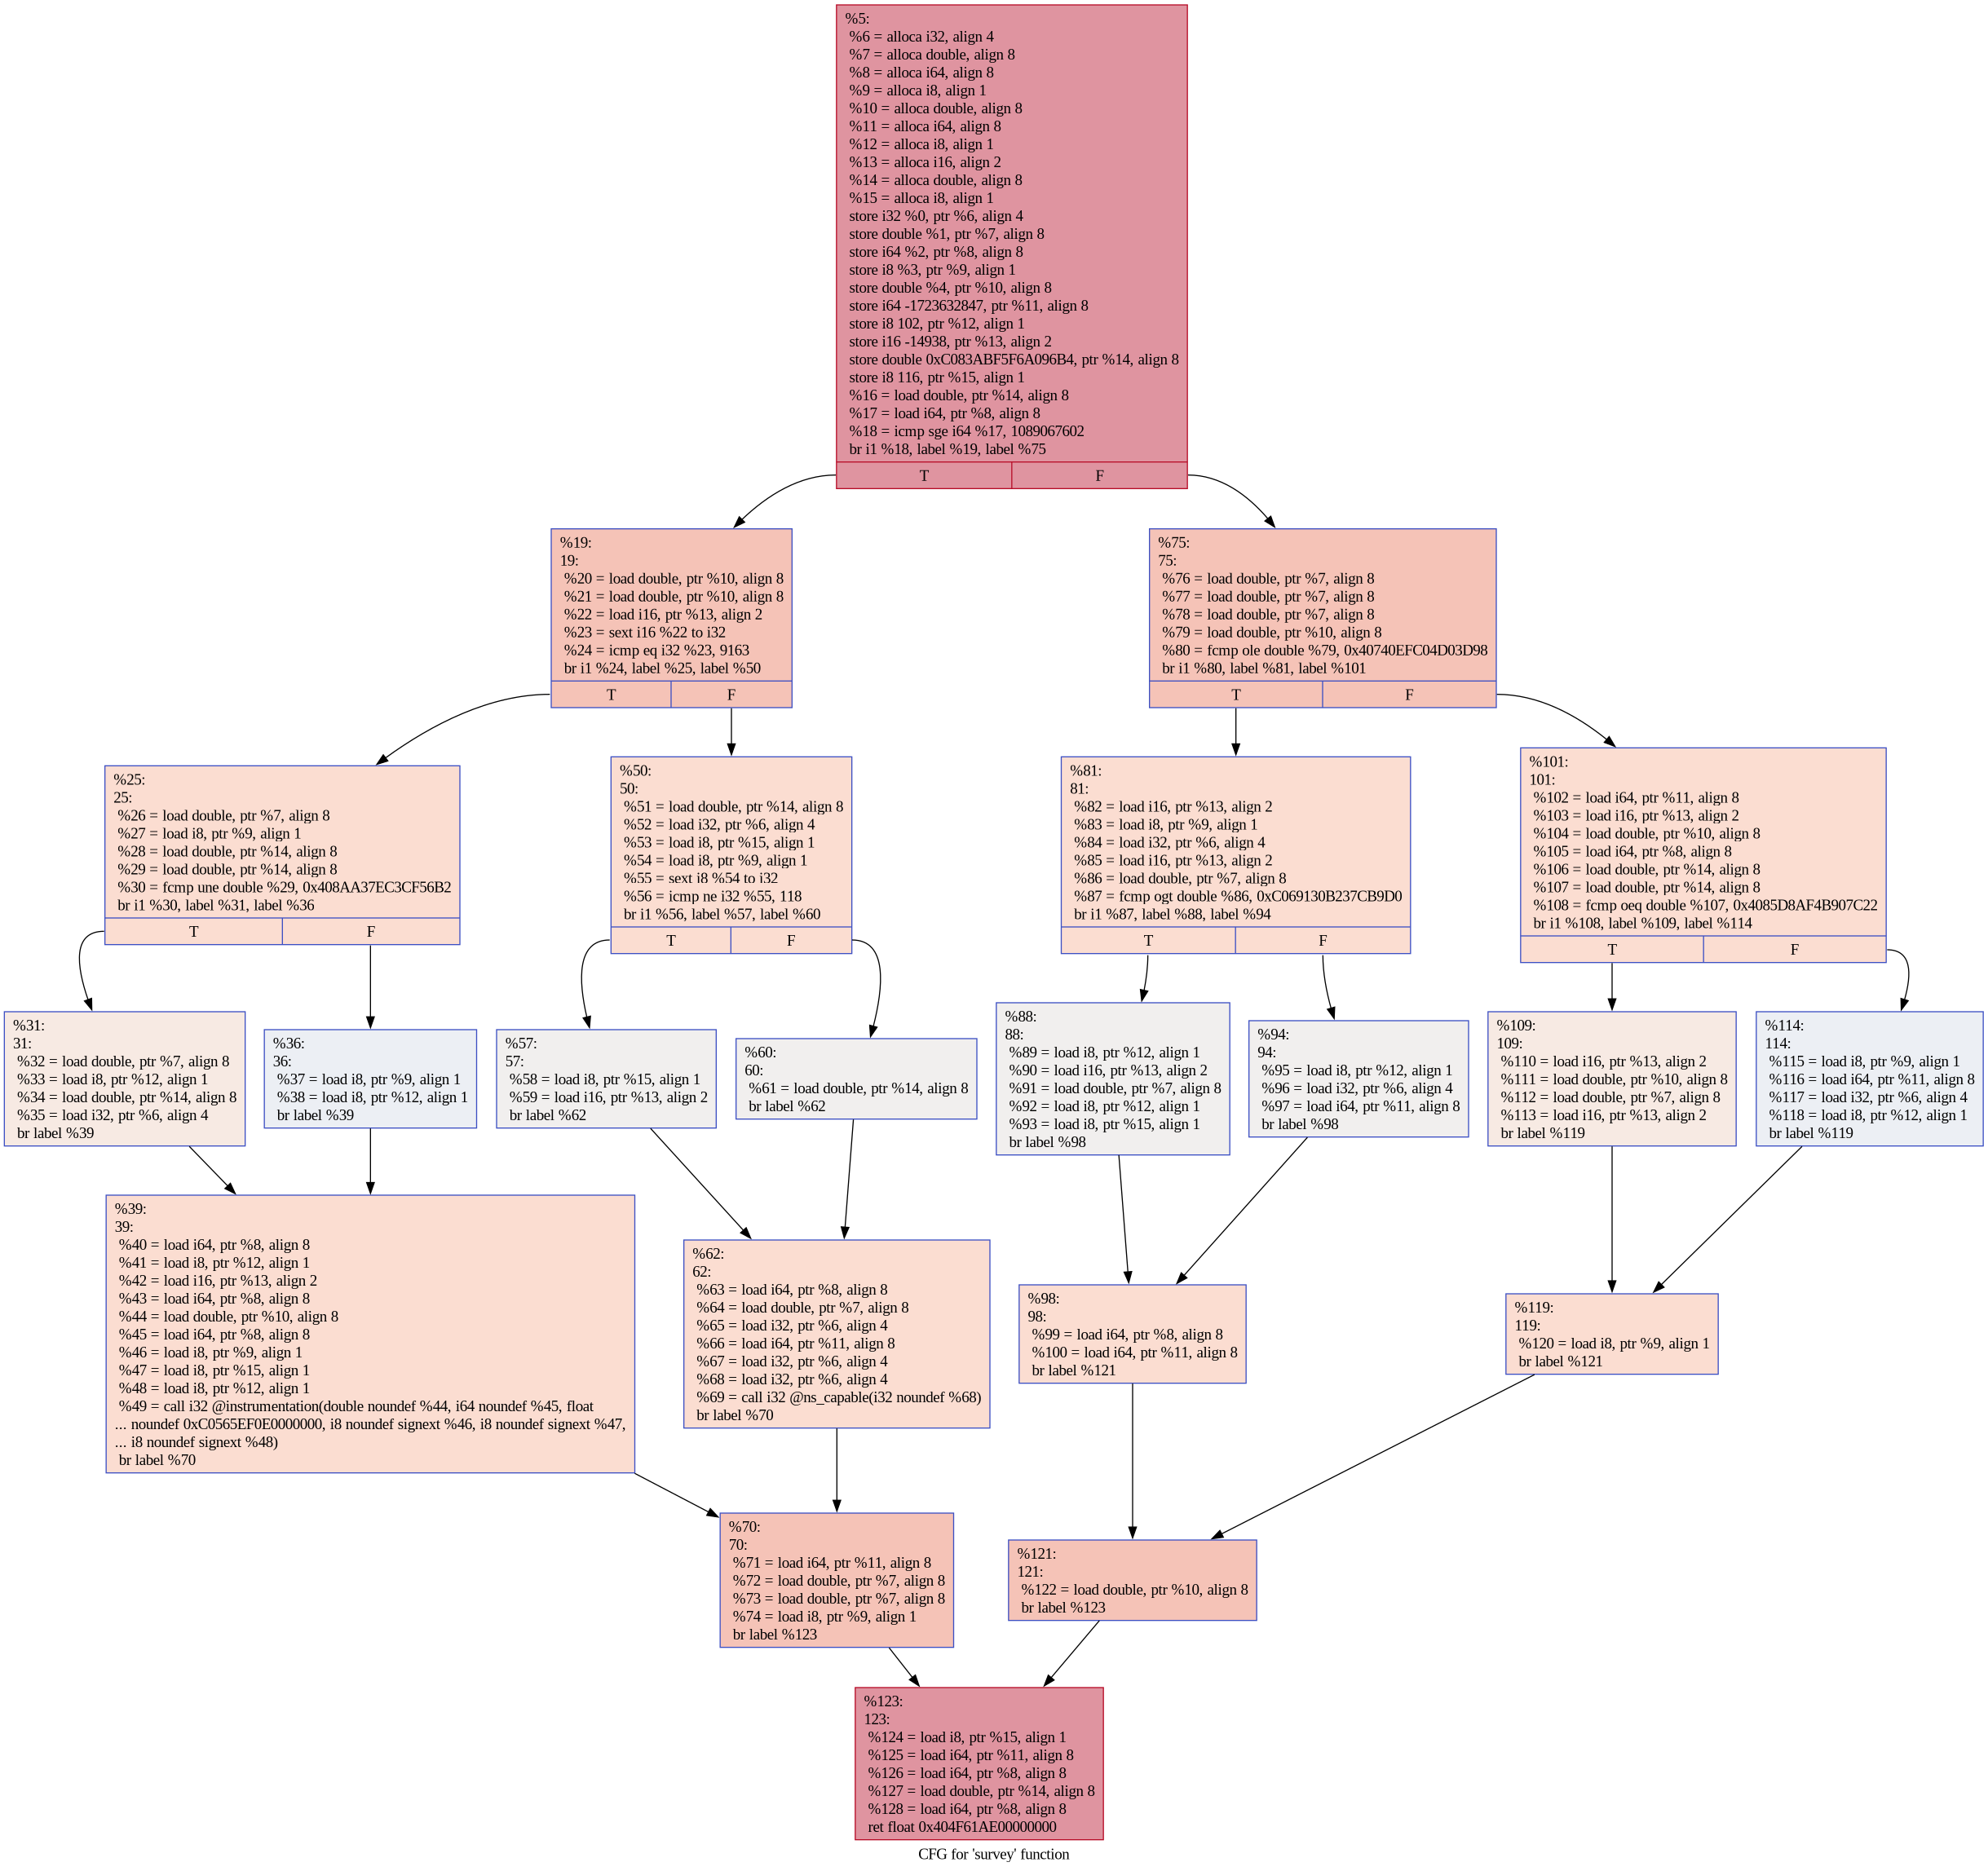 %5:
%6 = alloca i32, align 4
%7 = alloca double, align 8
%8 = alloca i64, align 8
%9 = alloca i8, align 1
%10 = alloca double, align 8
%11 = alloca i64, align 8
%12 = alloca i8, align 1
%13 = alloca i16, align 2
%14 = alloca double, align 8
%15 = alloca i8, align 1
store i32 %0, ptr %6, align 4
store double %1, ptr %7, align 8
store i64 %2, ptr %8, align 8
store i8 %3, ptr %9, align 1
store double %4, ptr %10, align 8
store i64 -1723632847, ptr %11, align 8
store i8 102, ptr %12, align 1
store i16 -14938, ptr %13, align 2
store double 0xC083ABF5F6A096B4, ptr %14, align 8
store i8 116, ptr %15, align 1
%16 = load double, ptr %14, align 8
%17 = load i64, ptr %8, align 8
%18 = icmp sge i64 %17, 1089067602
br i1 %18, label %19, label %75
T F
%19:
19:
%20 = load double, ptr %10, align 8
%21 = load double, ptr %10, align 8
%22 = load i16, ptr %13, align 2
%23 = sext i16 %22 to i32
%24 = icmp eq i32 %23, 9163
br i1 %24, label %25, label %50
T F
%75:
75:
%76 = load double, ptr %7, align 8
%77 = load double, ptr %7, align 8
%78 = load double, ptr %7, align 8
%79 = load double, ptr %10, align 8
%80 = fcmp ole double %79, 0x40740EFC04D03D98
br i1 %80, label %81, label %101
T F
%25:
25:
%26 = load double, ptr %7, align 8
%27 = load i8, ptr %9, align 1
%28 = load double, ptr %14, align 8
%29 = load double, ptr %14, align 8
%30 = fcmp une double %29, 0x408AA37EC3CF56B2
br i1 %30, label %31, label %36
T F
%50:
50:
%51 = load double, ptr %14, align 8
%52 = load i32, ptr %6, align 4
%53 = load i8, ptr %15, align 1
%54 = load i8, ptr %9, align 1
%55 = sext i8 %54 to i32
%56 = icmp ne i32 %55, 118
br i1 %56, label %57, label %60
T F
%81:
81:
%82 = load i16, ptr %13, align 2
%83 = load i8, ptr %9, align 1
%84 = load i32, ptr %6, align 4
%85 = load i16, ptr %13, align 2
%86 = load double, ptr %7, align 8
%87 = fcmp ogt double %86, 0xC069130B237CB9D0
br i1 %87, label %88, label %94
T F
%101:
101:
%102 = load i64, ptr %11, align 8
%103 = load i16, ptr %13, align 2
%104 = load double, ptr %10, align 8
%105 = load i64, ptr %8, align 8
%106 = load double, ptr %14, align 8
%107 = load double, ptr %14, align 8
%108 = fcmp oeq double %107, 0x4085D8AF4B907C22
br i1 %108, label %109, label %114
T F
%31:
31:
%32 = load double, ptr %7, align 8
%33 = load i8, ptr %12, align 1
%34 = load double, ptr %14, align 8
%35 = load i32, ptr %6, align 4
br label %39
%36:
36:
%37 = load i8, ptr %9, align 1
%38 = load i8, ptr %12, align 1
br label %39
%57:
57:
%58 = load i8, ptr %15, align 1
%59 = load i16, ptr %13, align 2
br label %62
%60:
60:
%61 = load double, ptr %14, align 8
br label %62
%88:
88:
%89 = load i8, ptr %12, align 1
%90 = load i16, ptr %13, align 2
%91 = load double, ptr %7, align 8
%92 = load i8, ptr %12, align 1
%93 = load i8, ptr %15, align 1
br label %98
%94:
94:
%95 = load i8, ptr %12, align 1
%96 = load i32, ptr %6, align 4
%97 = load i64, ptr %11, align 8
br label %98
%109:
109:
%110 = load i16, ptr %13, align 2
%111 = load double, ptr %10, align 8
%112 = load double, ptr %7, align 8
%113 = load i16, ptr %13, align 2
br label %119
%114:
114:
%115 = load i8, ptr %9, align 1
%116 = load i64, ptr %11, align 8
%117 = load i32, ptr %6, align 4
%118 = load i8, ptr %12, align 1
br label %119
%39:
39:
%40 = load i64, ptr %8, align 8
%41 = load i8, ptr %12, align 1
%42 = load i16, ptr %13, align 2
%43 = load i64, ptr %8, align 8
%44 = load double, ptr %10, align 8
%45 = load i64, ptr %8, align 8
%46 = load i8, ptr %9, align 1
%47 = load i8, ptr %15, align 1
%48 = load i8, ptr %12, align 1
%49 = call i32 @instrumentation(double noundef %44, i64 noundef %45, float
... noundef 0xC0565EF0E0000000, i8 noundef signext %46, i8 noundef signext %47,
... i8 noundef signext %48)
br label %70
%62:
62:
%63 = load i64, ptr %8, align 8
%64 = load double, ptr %7, align 8
%65 = load i32, ptr %6, align 4
%66 = load i64, ptr %11, align 8
%67 = load i32, ptr %6, align 4
%68 = load i32, ptr %6, align 4
%69 = call i32 @ns_capable(i32 noundef %68)
br label %70
%98:
98:
%99 = load i64, ptr %8, align 8
%100 = load i64, ptr %11, align 8
br label %121
%119:
119:
%120 = load i8, ptr %9, align 1
br label %121
%70:
70:
%71 = load i64, ptr %11, align 8
%72 = load double, ptr %7, align 8
%73 = load double, ptr %7, align 8
%74 = load i8, ptr %9, align 1
br label %123
%121:
121:
%122 = load double, ptr %10, align 8
br label %123
%123:
123:
%124 = load i8, ptr %15, align 1
%125 = load i64, ptr %11, align 8
%126 = load i64, ptr %8, align 8
%127 = load double, ptr %14, align 8
%128 = load i64, ptr %8, align 8
ret float 0x404F61AE00000000
CFG for 'survey' function